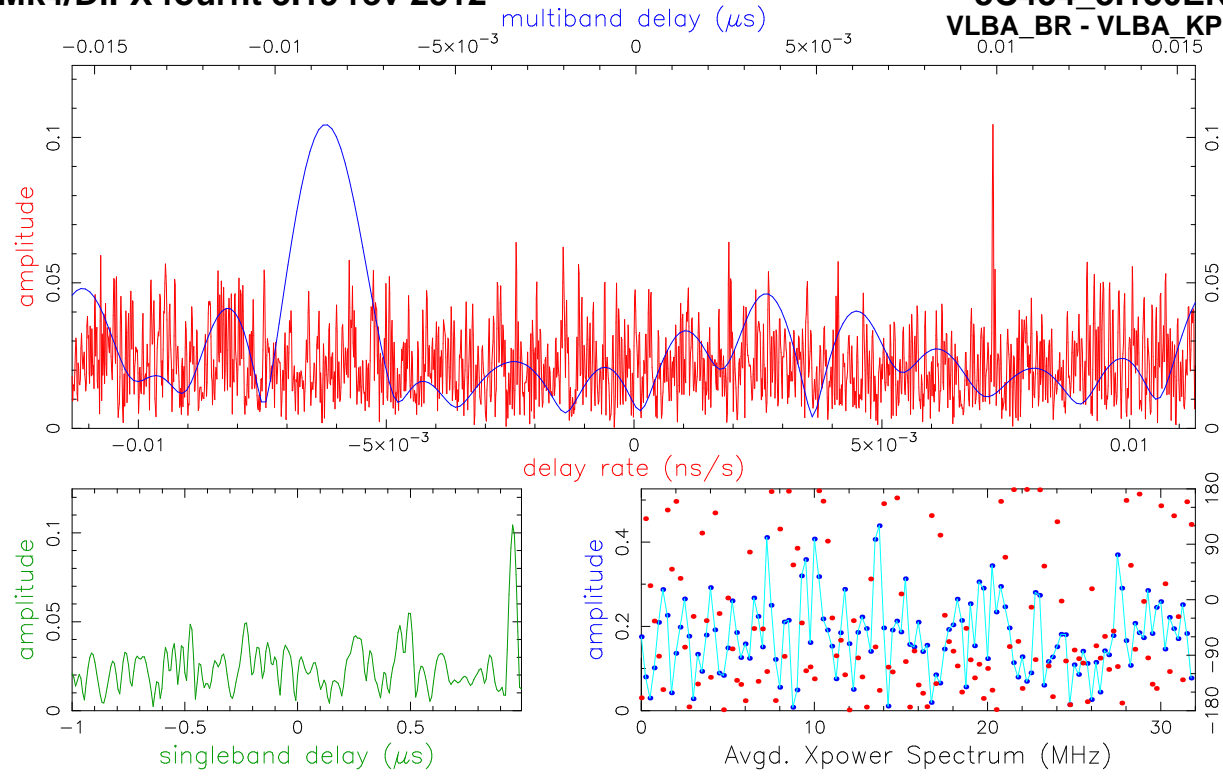 multiband delay (μs)
VLBA_BR - VLBA_KP
−0.015 −0.01 −5×10⁻³ 0 5×10⁻³ 0.01 0.015
amplitude
0 0.05 0.1
0 0.05 0.1
−0.01 −5×10⁻³ 0 5×10⁻³ 0.01
delay rate (ns/s)
amplitude
0 0.05 0.1
−1 −0.5 0 0.5
singleband delay (μs)
amplitude
0 0.2 0.4
−180 −90 0 90 180
0 10 20 30
Avgd. Xpower Spectrum (MHz)